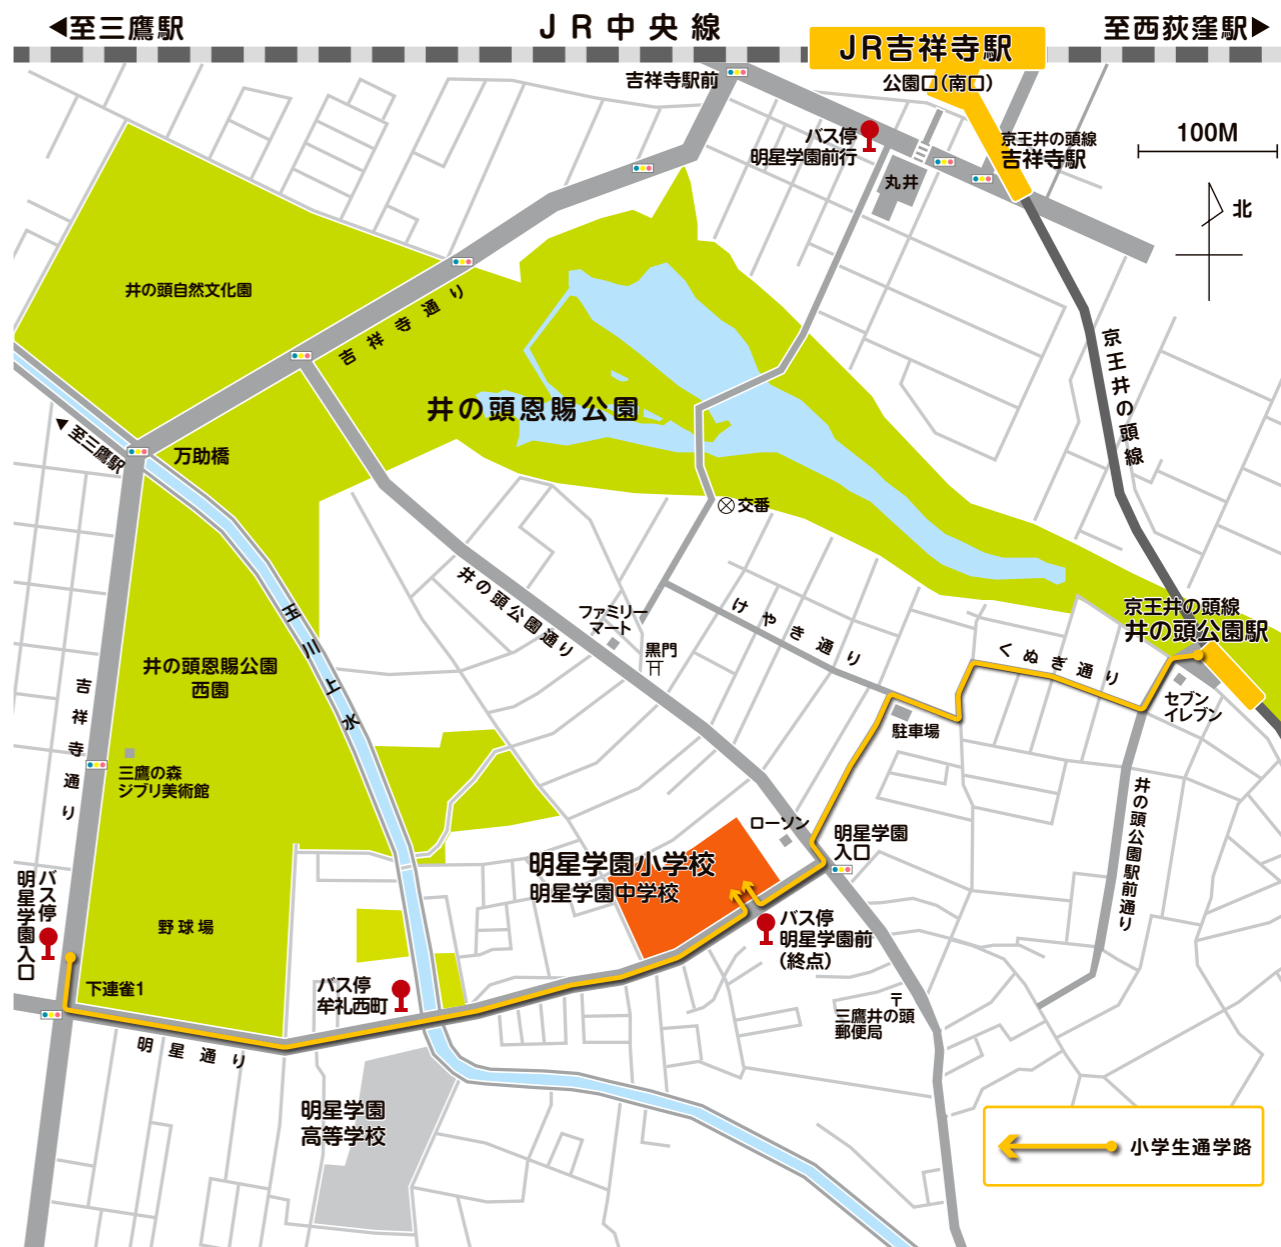 ◀至三鷹駅
JR中央線
至西荻窪駅▶
JR吉祥寺駅
公園口(南口)
吉祥寺駅前
バス停
明星学園前行
丸井
京王井の頭線
吉祥寺駅
100M
北
井の頭自然文化園
吉祥寺通り
京王井の頭線
井の頭恩賜公園
◀至三鷹駅
万助橋
交番
井の頭公園通り
ファミリー
マート
黒門
けやき通り
くぬぎ通り
京王井の頭線
井の頭公園駅
セブン
イレブン
駐車場
玉川上水
井の頭恩賜公園
西園
吉祥寺通り
三鷹の森
ジブリ美術館
井の頭公園駅前通り
ローソン
明星学園
入口
明星学園小学校
明星学園中学校
バス停
明星学園入口
野球場
バス停
明星学園前
(終点)
下連雀1
バス停
牟礼西町
〒
三鷹井の頭
郵便局
明星通り
明星学園
高等学校
小学生通学路